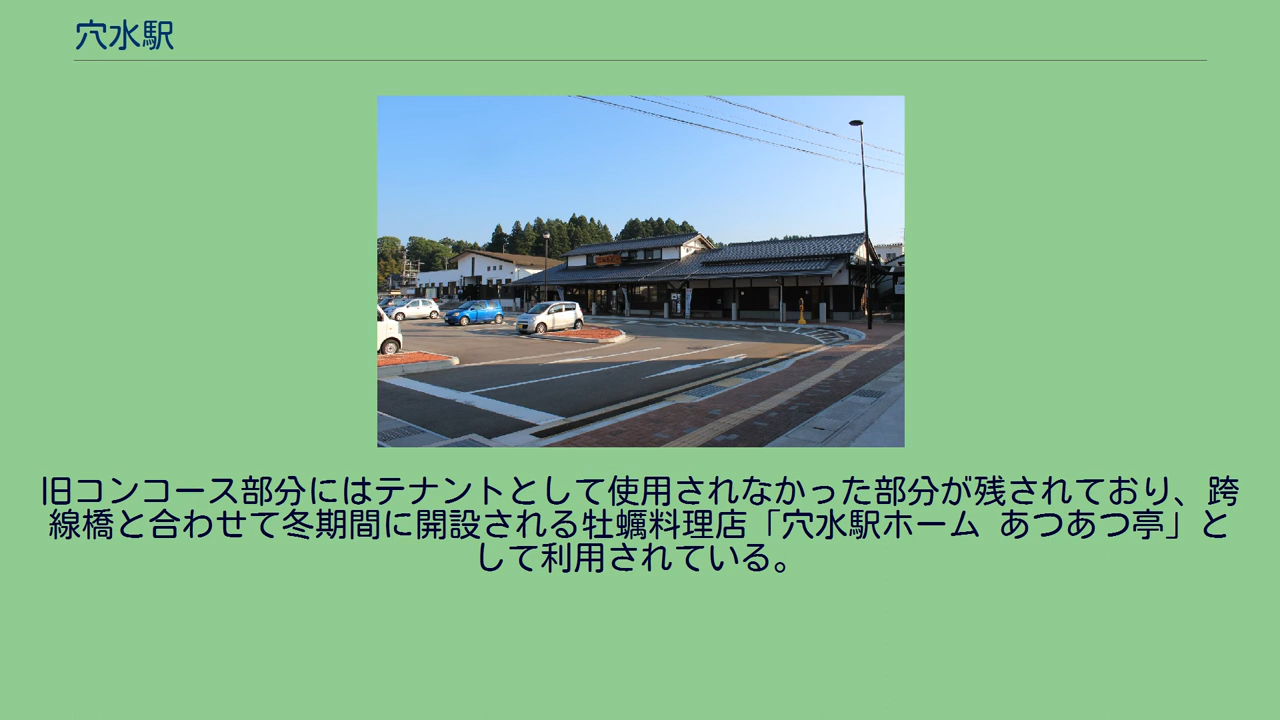 穴水駅
旧コンコース部分にはテナントとして使用されなかった部分が残されており、跨
線橋と合わせて冬期間に開設される牡蠣料理店「穴水駅ホーム あつあつ亭」と
して利用されている。